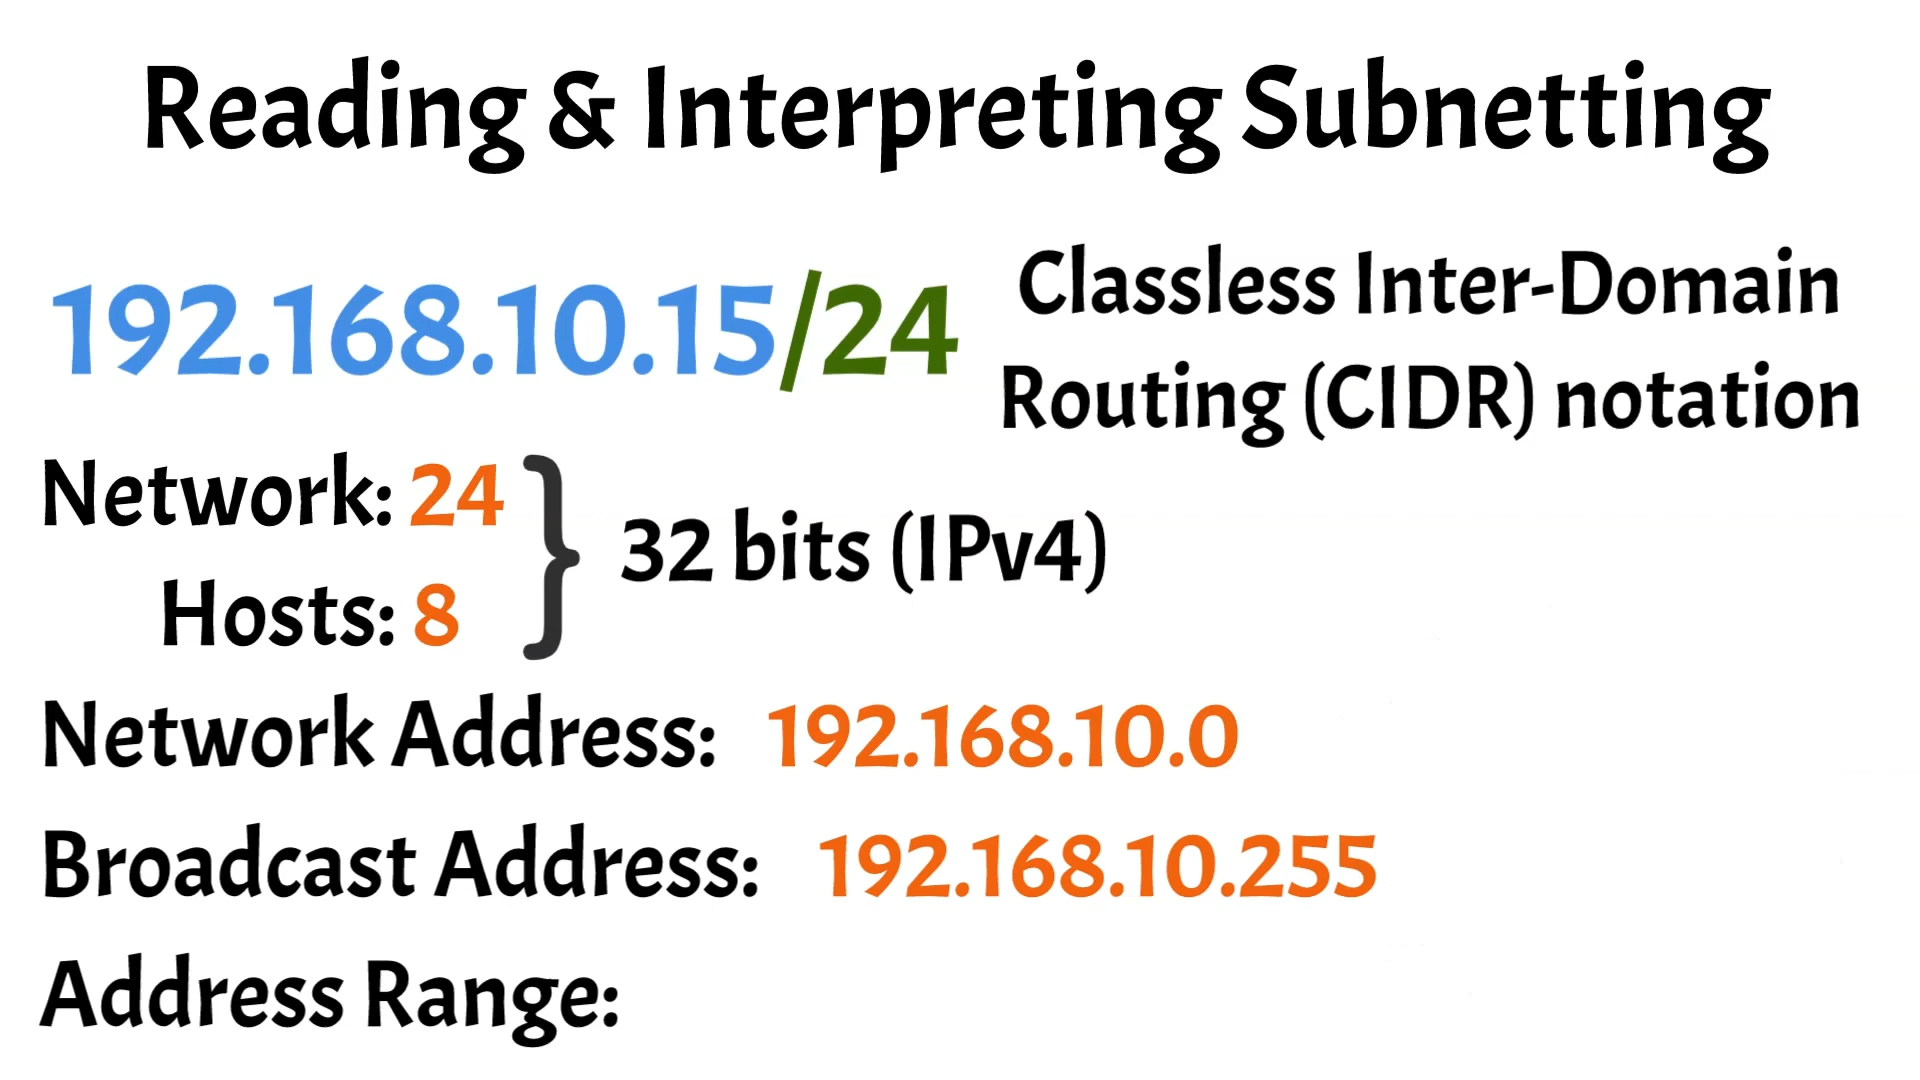 Reading & Interpreting Subnetting
192.168.10.15/24
Classless Inter-Domain
Routing (CIDR) notation
Network: 24
Hosts: 8
32 bits (IPv4)
Network Address: 192.168.10.0
Broadcast Address: 192.168.10.255
Address Range: